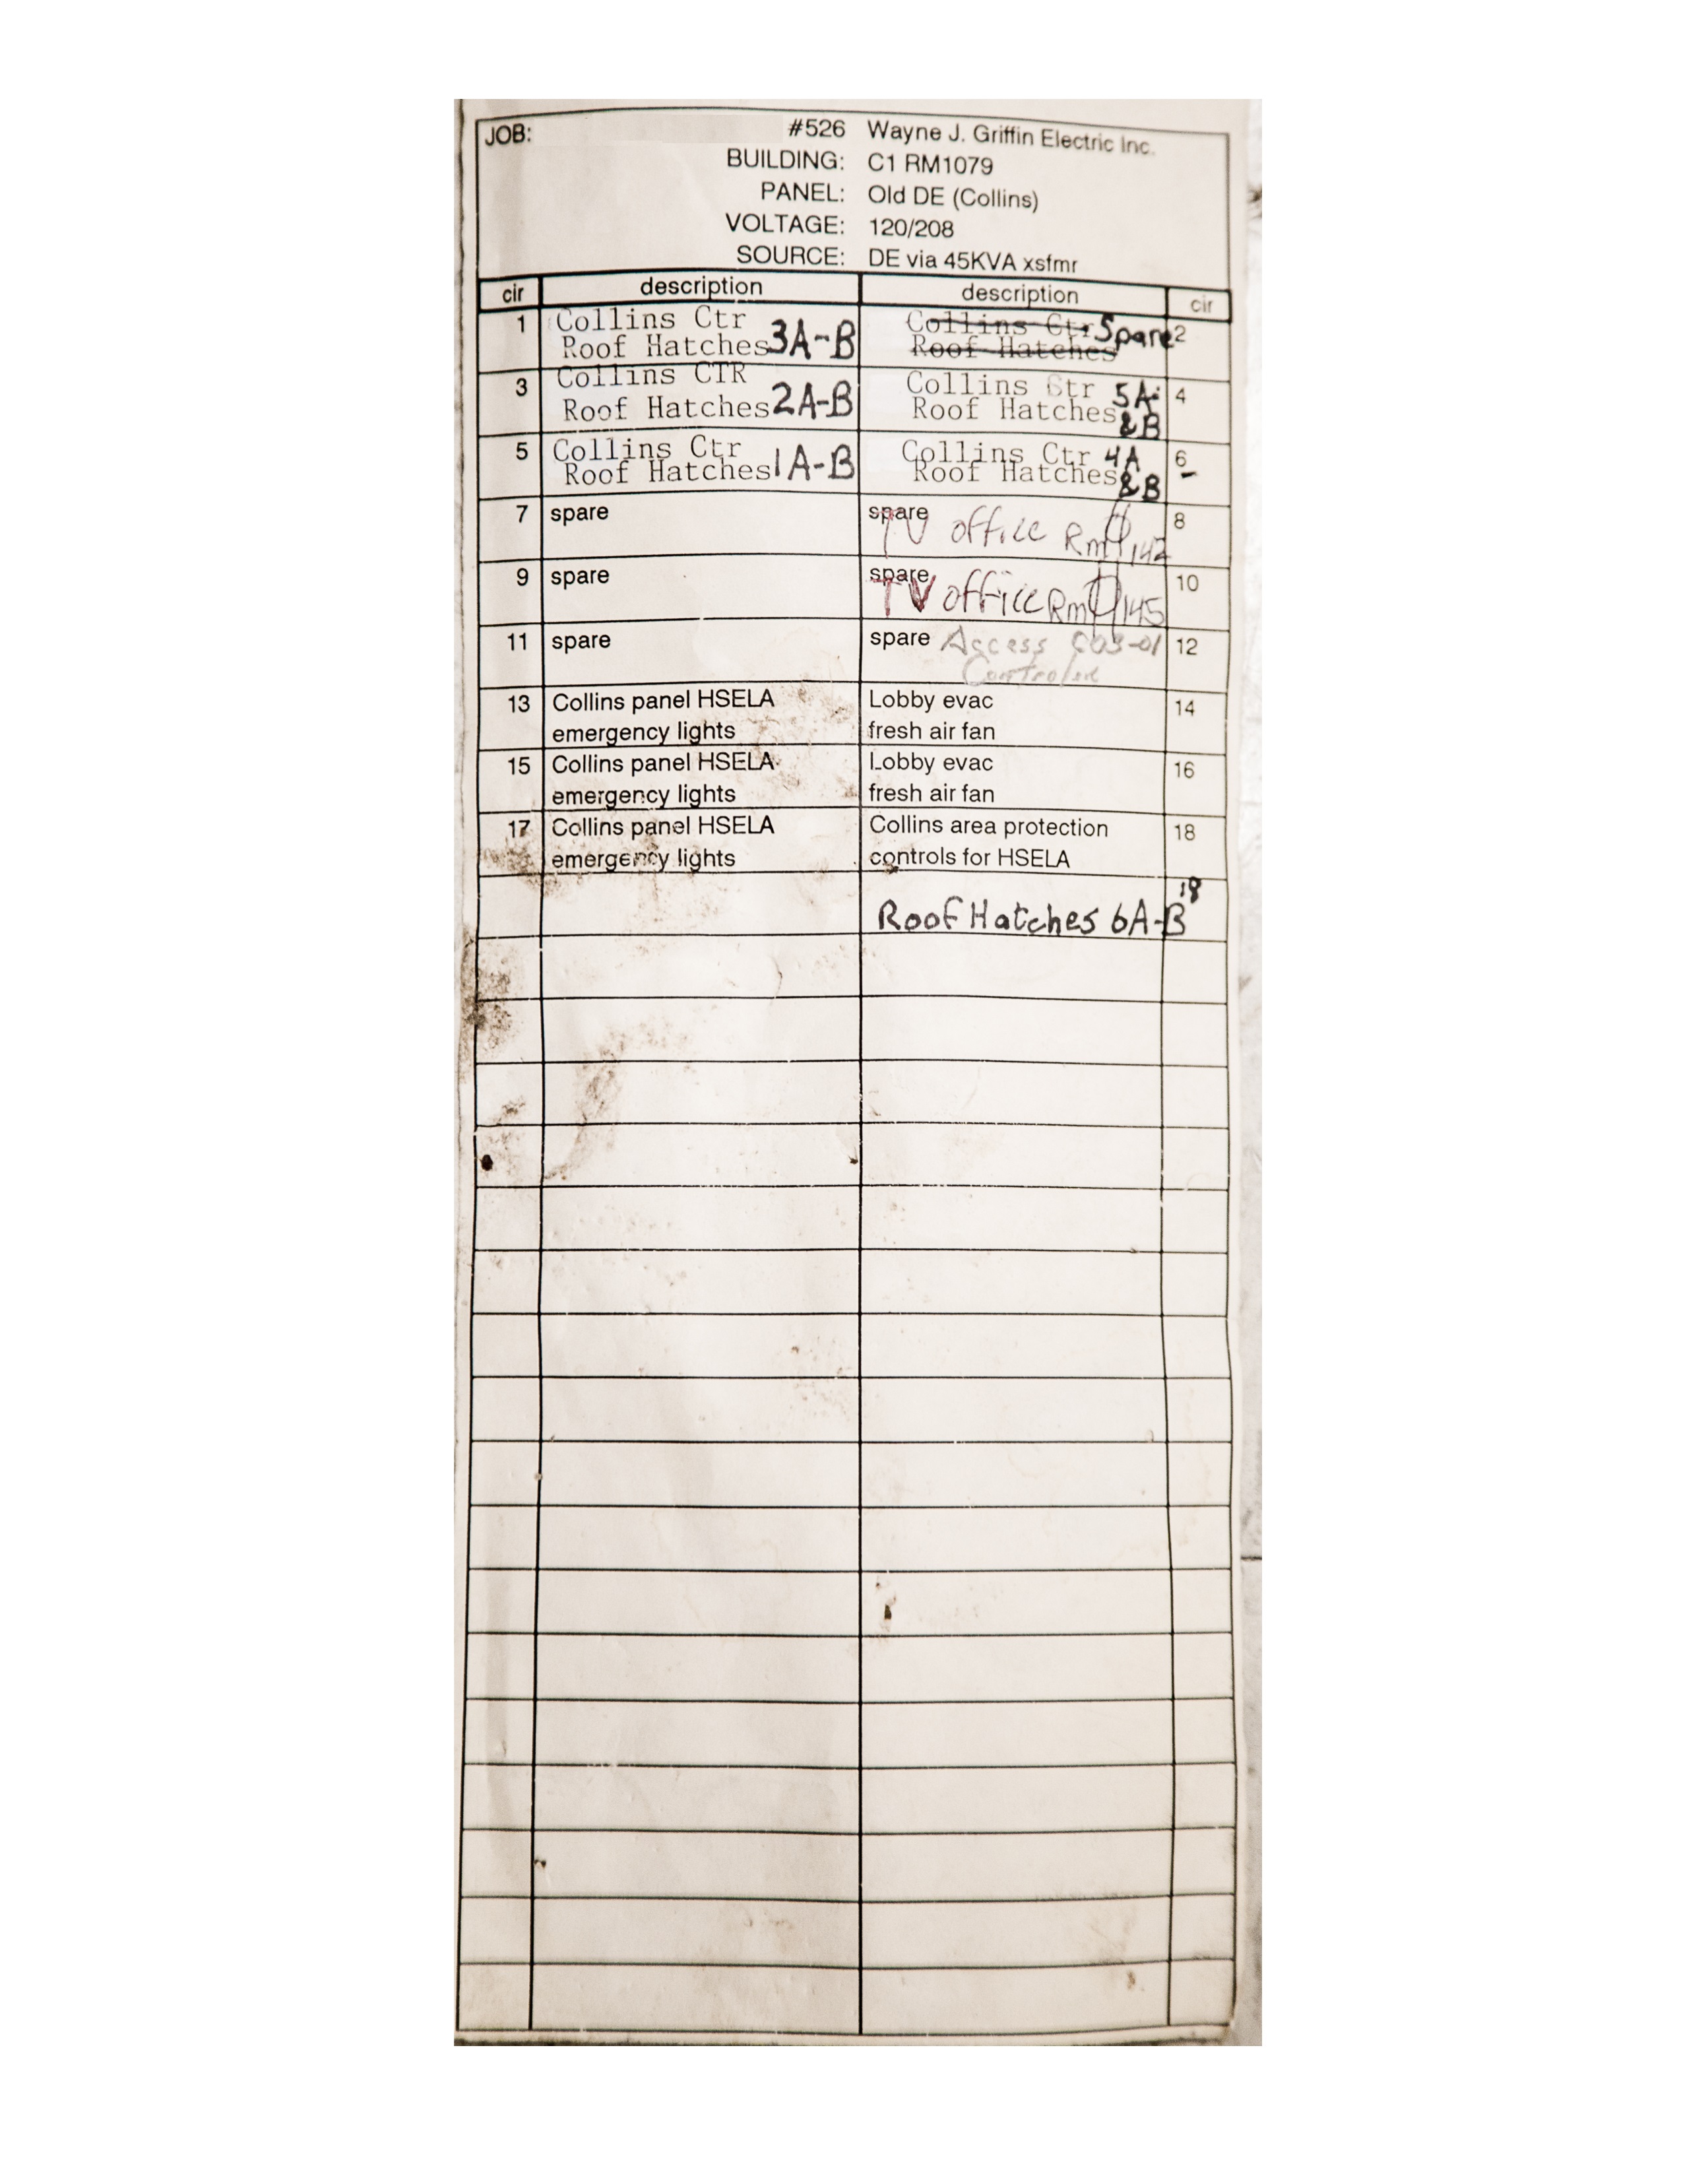 JOB: #526 Wayne J. Griffin Electric Inc.
BUILDING: C1 RM1079
PANEL: Old DE (Collins)
VOLTAGE: 120/208
SOURCE: DE via 45KVA xsfmr
cir description description cir
1 Collins Ctr Collins Ctr Spare 2
Roof Hatches 3A-B Roof Hatches
3 Collins CTR Collins Ctr 5A 4
Roof Hatches 2A-B Roof Hatches &B
5 Collins Ctr Collins Ctr 4A 6
Roof Hatches 1A-B Roof Hatches &B
7 spare spare 8
TV office Rm 142
9 spare spare 10
TV office Rm 145
11 spare spare Access 12
Controler
13 Collins panel HSELA Lobby evac 14
emergency lights fresh air fan
15 Collins panel HSELA Lobby evac 16
emergency lights fresh air fan
17 Collins panel HSELA Collins area protection 18
emergency lights controls for HSELA
Roof Hatches 6A-B 18